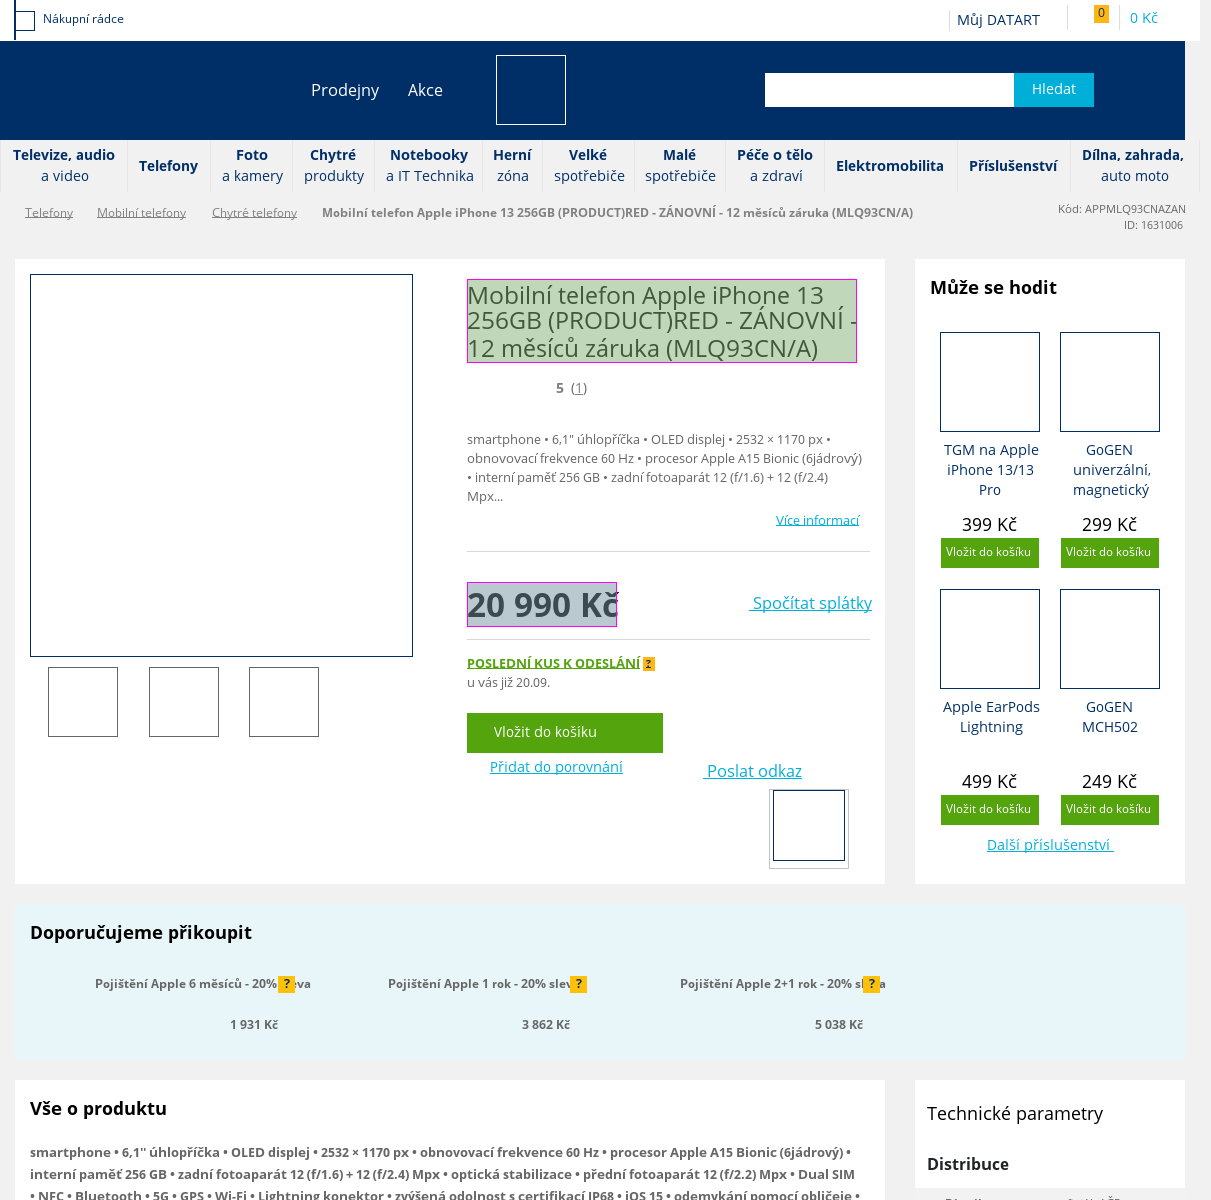 Nákupní rádce
Můj DATART
0
0 Kč
Prodejny
Akce
Hledat
Televize, audio
a video
Telefony
Foto
a kamery
Chytré
produkty
Notebooky
a IT Technika
Herní
zóna
Velké
spotřebiče
Malé
spotřebiče
Péče o tělo
a zdraví
Elektromobilita
Příslušenství
Dílna, zahrada,
auto moto
Telefony
Mobilní telefony
Chytré telefony
Mobilní telefon Apple iPhone 13 256GB (PRODUCT)RED - ZÁNOVNÍ - 12 měsíců záruka (MLQ93CN/A)
Kód: APPMLQ93CNAZAN
ID: 1631006
Mobilní telefon Apple iPhone 13
256GB (PRODUCT)RED - ZÁNOVNÍ -
12 měsíců záruka (MLQ93CN/A)
5 (1)
smartphone • 6,1" úhlopříčka • OLED displej • 2532 × 1170 px •
obnovovací frekvence 60 Hz • procesor Apple A15 Bionic (6jádrový)
• interní paměť 256 GB • zadní fotoaparát 12 (f/1.6) + 12 (f/2.4)
Mpx...
Více informací
20 990 Kč
Spočítat splátky
POSLEDNÍ KUS K ODESLÁNÍ ?
u vás již 20.09.
Vložit do košíku
Přidat do porovnání
Poslat odkaz
Může se hodit
TGM na Apple
iPhone 13/13
Pro
399 Kč
Vložit do košíku
GoGEN
univerzální,
magnetický
299 Kč
Vložit do košíku
Apple EarPods
Lightning
499 Kč
Vložit do košíku
GoGEN
MCH502
249 Kč
Vložit do košíku
Další příslušenství
Doporučujeme přikoupit
Pojištění Apple 6 měsíců - 20% ?
1 931 Kč
Pojištění Apple 1 rok - 20% ?
3 862 Kč
Pojištění Apple 2+1 rok - 20% ?
5 038 Kč
Vše o produktu
smartphone • 6,1'' úhlopříčka • OLED displej • 2532 × 1170 px • obnovovací frekvence 60 Hz • procesor Apple A15 Bionic (6jádrový) •
interní paměť 256 GB • zadní fotoaparát 12 (f/1.6) + 12 (f/2.4) Mpx • optická stabilizace • přední fotoaparát 12 (f/2.2) Mpx • Dual SIM
• NFC • Bluetooth • 5G • GPS • Wi-Fi • Lightning konektor • zvýšená odolnost s certifikací IP68 • iOS 15 • odemykání pomocí obličeje •
Technické parametry
Distribuce